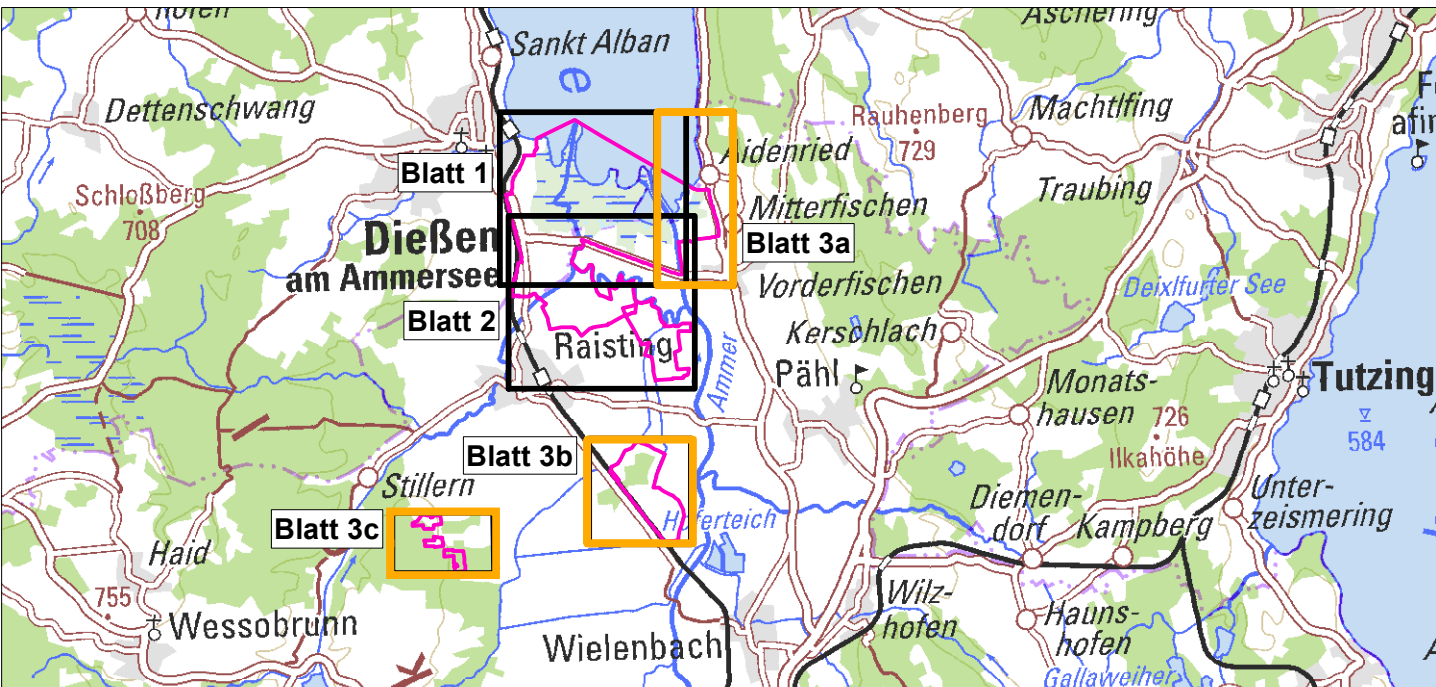 hofen
Sankt Alban
Aschering
e
Dettenschwang
Rauhenberg
729
Machtlfing
Aidenried
Blatt 1
Schloßberg
708
Traubing
Mitterfischen
Dießen
am Ammersee
Blatt 3a
Vorderfischen
Deixlfurter See
Blatt 2
Kerschlach
Raisting
Ammer
Pähl
Monats-
hausen
Tutzing
726
Ilkahöhe
584
Blatt 3b
Stillern
Diemen-
dorf
Unter-
zeismering
Hoferteich
Blatt 3c
Haid
Kampberg
755
Wessobrunn
Wilz-
hofen
Hauns-
hofen
Wielenbach
Gallaweiher